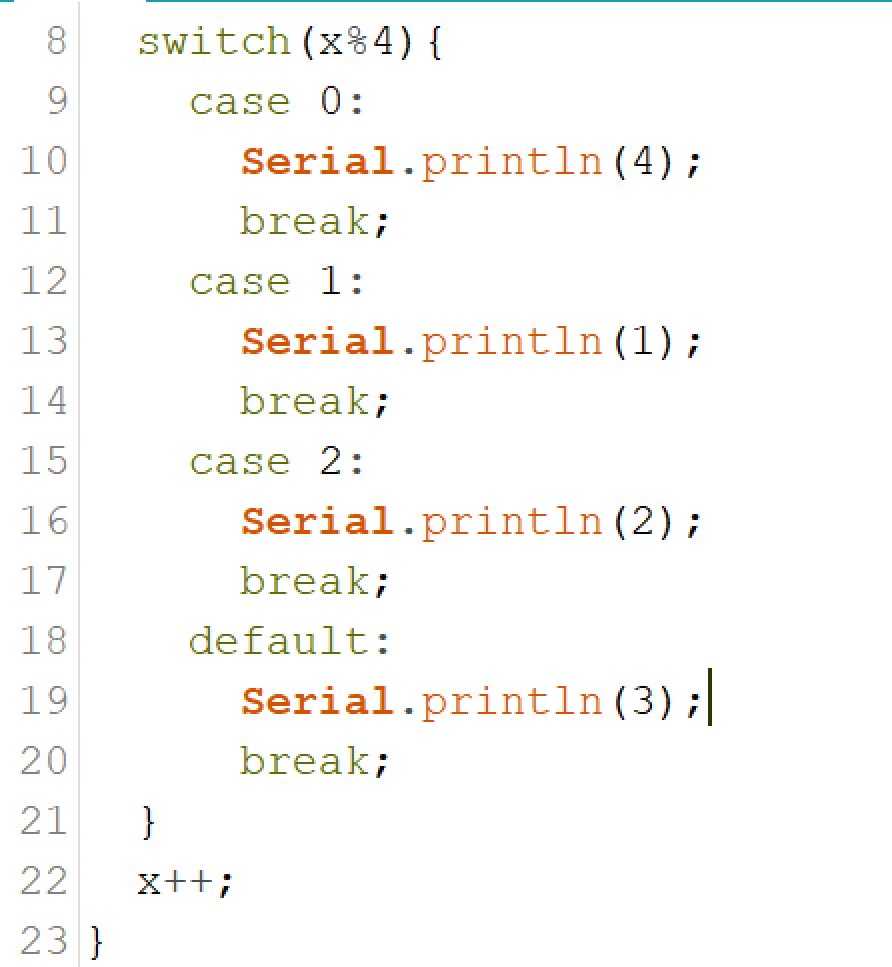 8 switch(x%4){
9 case 0:
10 Serial.println(4);
11 break;
12 case 1:
13 Serial.println(1);
14 break;
15 case 2:
16 Serial.println(2);
17 break;
18 default:
19 Serial.println(3);
20 break;
21 }
22 x++;
23 }